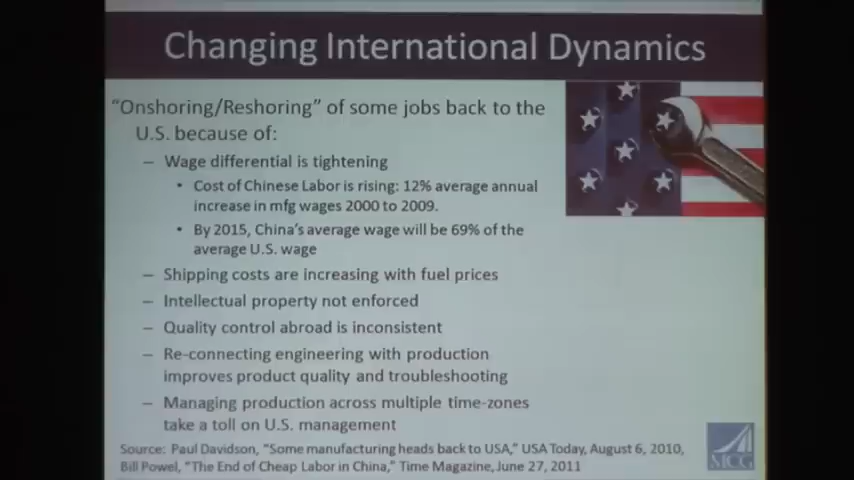 Changing International Dynamics
“Onshoring/Reshoring” of some jobs back to the
U.S. because of:
– Wage differential is tightening
• Cost of Chinese Labor is rising: 12% average annual
increase in mfg wages 2000 to 2009.
• By 2015, China’s average wage will be 69% of the
average U.S. wage
– Shipping costs are increasing with fuel prices
– Intellectual property not enforced
– Quality control abroad is inconsistent
– Re-connecting engineering with production
improves product quality and troubleshooting
– Managing production across multiple time-zones
take a toll on U.S. management
Source: Paul Davidson, “Some manufacturing heads back to USA,” USA Today, August 6, 2010,
Bill Powel, “The End of Cheap Labor in China,” Time Magazine, June 27, 2011
MCG